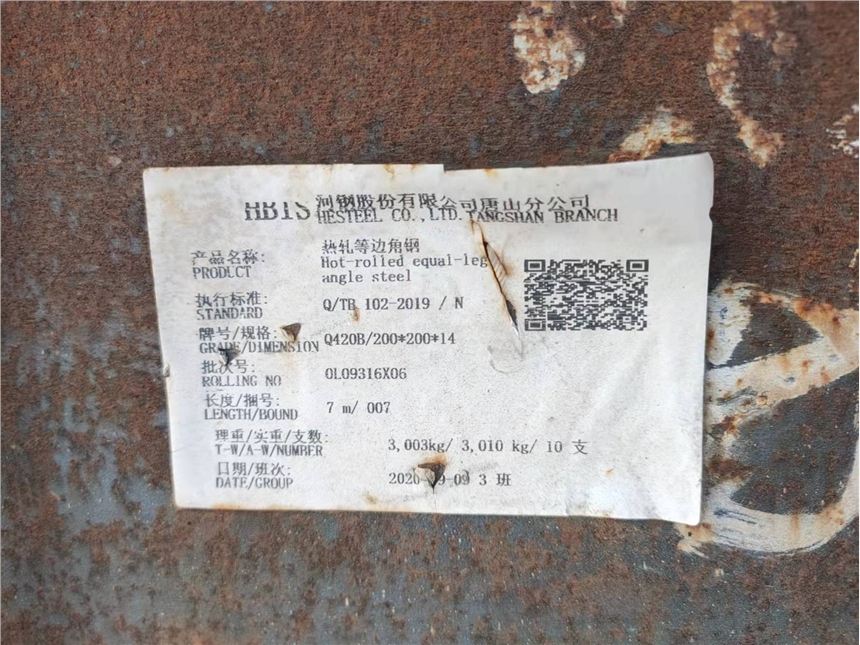 HBIS 河钢股份有限公司唐山分公司
HESTEEL CO.,LTD.TANGSHAN BRANCH
产品名称: 热轧等边角钢
PRODUCT Hot-rolled equal-leg
angle steel
执行标准: Q/TB 102-2019 / N
STANDARD
牌号/规格: Q420B/200*200*14
GRADE/DIMENSION
批次号: 0L09316X06
ROLLING NO
长度/捆号: 7 m/ 007
LENGTH/BOUND
理重/实重/支数: 3,003kg/ 3,010 kg/ 10 支
T-W/A-W/NUMBER
日期/班次: 2020-09-09 3 班
DATE/GROUP